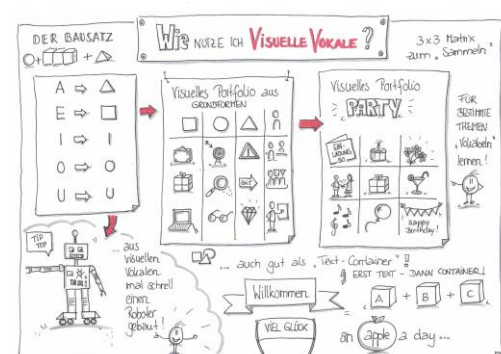 DER BAUSATZ
Wie NUTZE ICH VISUELLE VOKALE?
3x3 Matrix
zum "Sammeln"
A
E
I
O
U
Visuelles Portfolio aus
GRUNDFORMEN
Visuelles Portfolio
PARTY
EIN-
LADUNG
FÜR
BESTIMMTE
THEMEN
"Vokabeln"
lernen!
Happy
Birthday!
TIP
TOP
... aus
visuellen
Vokalen
mal schnell
einen
Roboter
gebaut!
... auch gut als "Text-Container"!
ERST TEXT - DANN CONTAINER!
Willkommen
A + B + C
VIEL GLÜCK
an apple a day ...